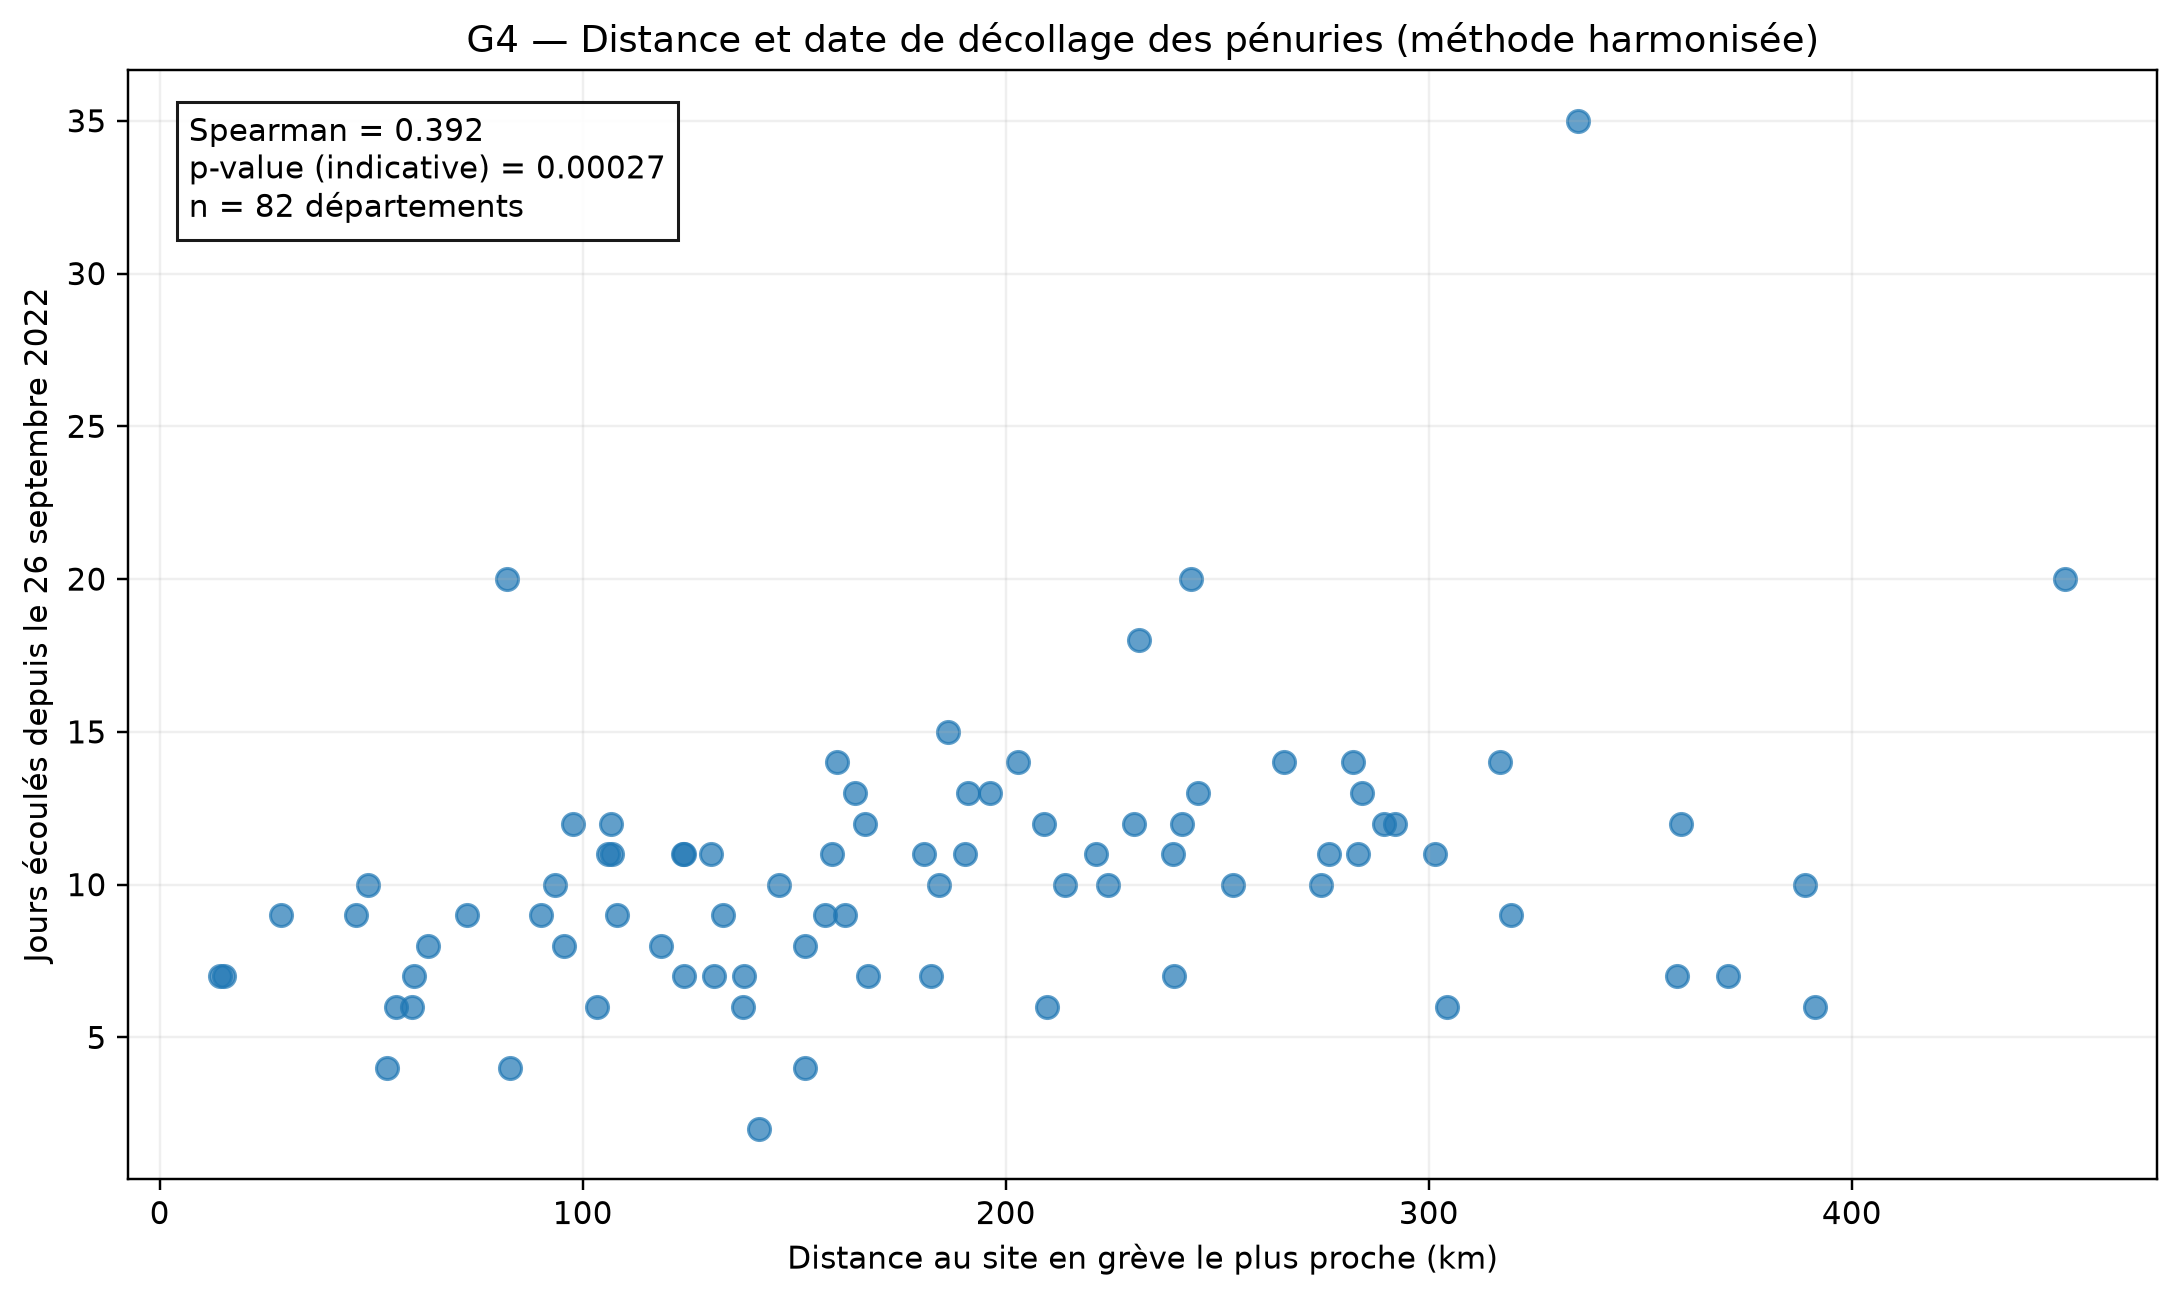 G4 — Distance et date de décollage des pénuries (méthode harmonisée)
Spearman = 0.392
p-value (indicative) = 0.00027
n = 82 départements
Jours écoulés depuis le 26 septembre 2022
35
30
25
20
15
10
5
0
100
200
300
400
Distance au site en grève le plus proche (km)